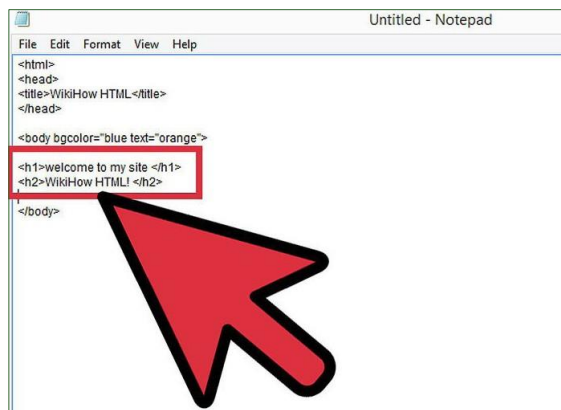 Untitled - Notepad
File Edit Format View Help
<html>
<head>
<title>WikiHow HTML</title>
</head>
<body bgcolor="blue text="orange">
<h1>welcome to my site </h1>
<h2>WikiHow HTML! </h2>
</body>